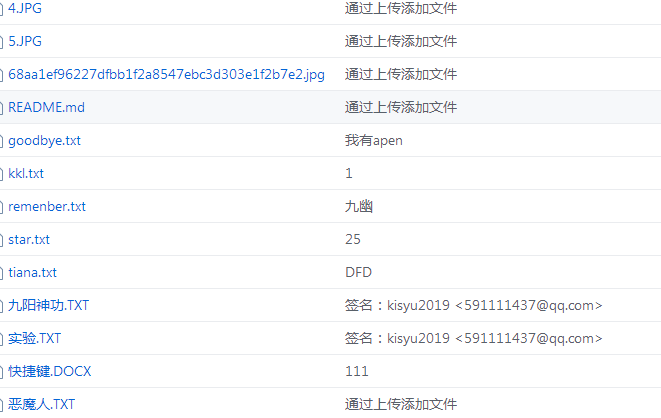 4.JPG 通过上传添加文件
5.JPG 通过上传添加文件
68aa1ef96227dfbb1f2a8547ebc3d303e1f2b7e2.jpg 通过上传添加文件
README.md 通过上传添加文件
goodbye.txt 我有apen
kkl.txt 1
remenber.txt 九幽
star.txt 25
tiana.txt DFD
九阳神功.TXT 签名：kisyu2019 <591111437@qq.com>
实验.TXT 签名：kisyu2019 <591111437@qq.com>
快捷键.DOCX 111
恶魔人.TXT 通过上传添加文件